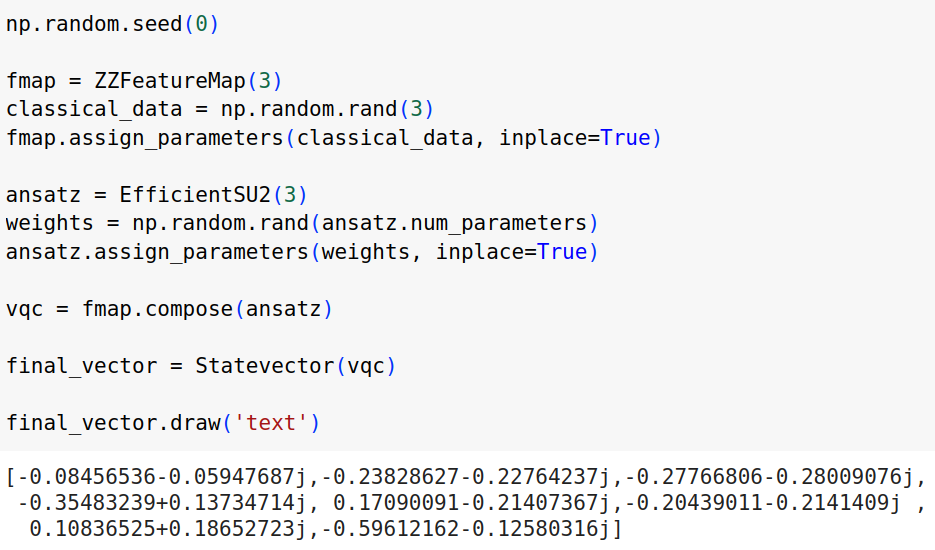 np.random.seed(0)
fmap = ZZFeatureMap(3)
classical_data = np.random.rand(3)
fmap.assign_parameters(classical_data, inplace=True)
ansatz = EfficientSU2(3)
weights = np.random.rand(ansatz.num_parameters)
ansatz.assign_parameters(weights, inplace=True)
vqc = fmap.compose(ansatz)
final_vector = Statevector(vqc)
final_vector.draw('text')
[-0.08456536-0.05947687j,-0.23828627-0.22764237j,-0.27766806-0.28009076j,
 -0.35483239+0.13734714j, 0.17090091-0.21407367j,-0.20439011-0.2141409j ,
  0.10836525+0.18652723j,-0.59612162-0.12580316j]